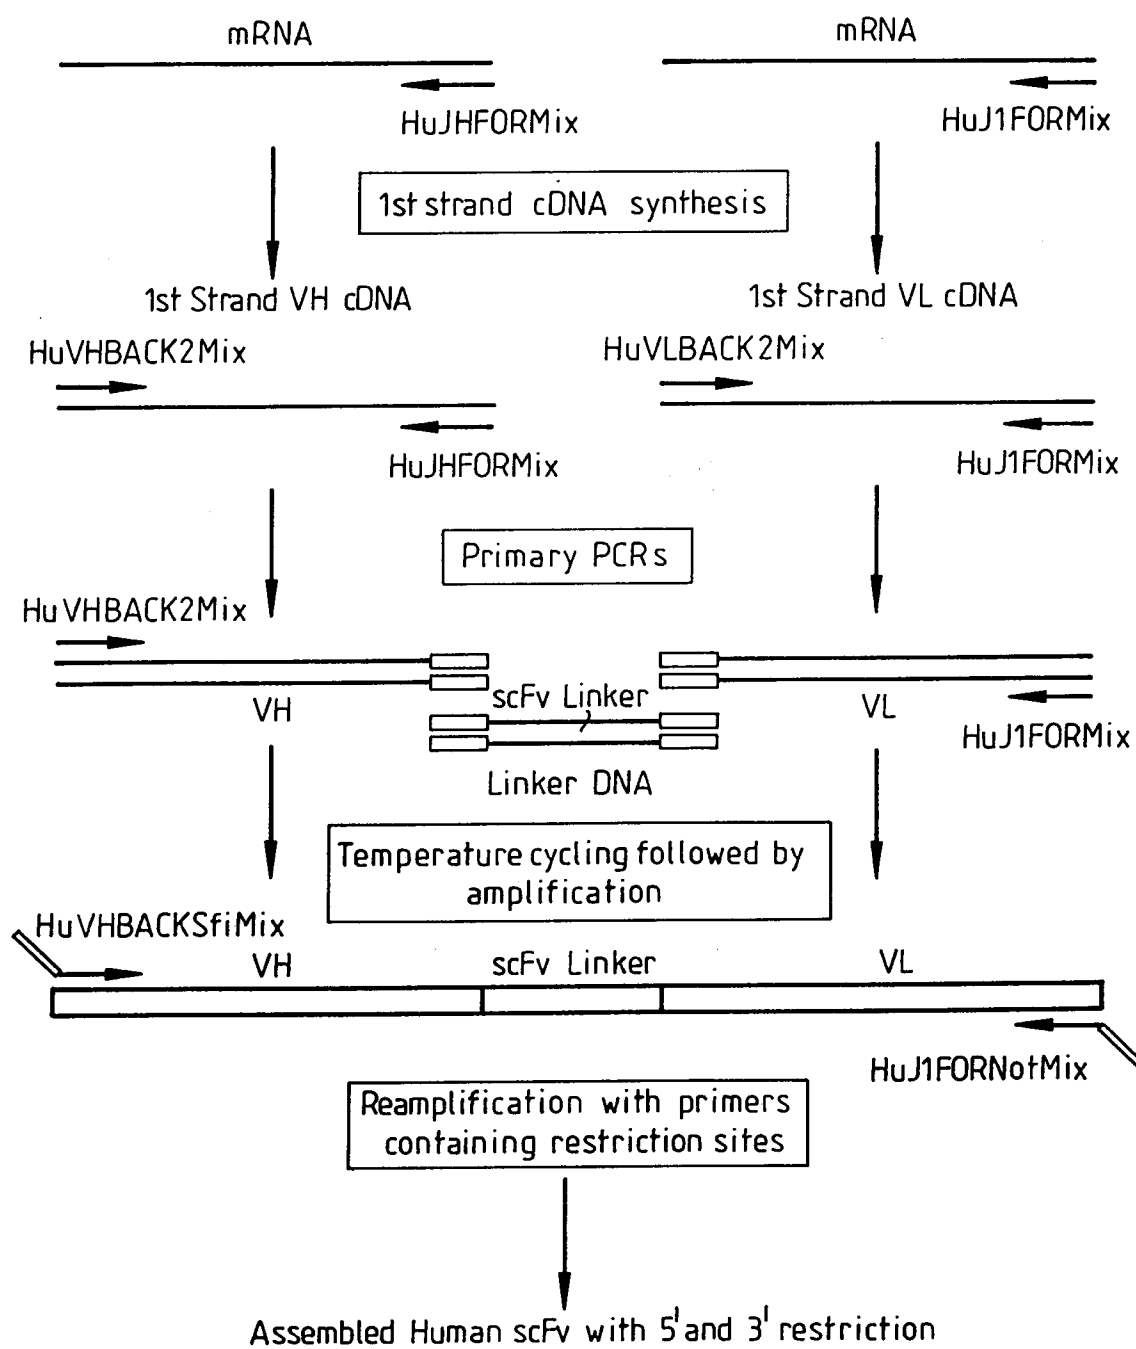 mRNA
mRNA
HuJHFORMix
HuJ1FORMix
1st strand cDNA synthesis
1st Strand VH cDNA
1st Strand VL cDNA
HuVHBACK2Mix
HuVLBACK2Mix
HuJHFORMix
HuJ1FORMix
Primary PCRs
HuVHBACK2Mix
scFv Linker
VH
VL
HuJ1FORMix
Linker DNA
Temperature cycling followed by
amplification
HuVHBACKSfiMix
VH
scFv Linker
VL
HuJ1FORNotMix
Reamplification with primers
containing restriction sites
Assembled Human scFv with 5' and 3' restriction